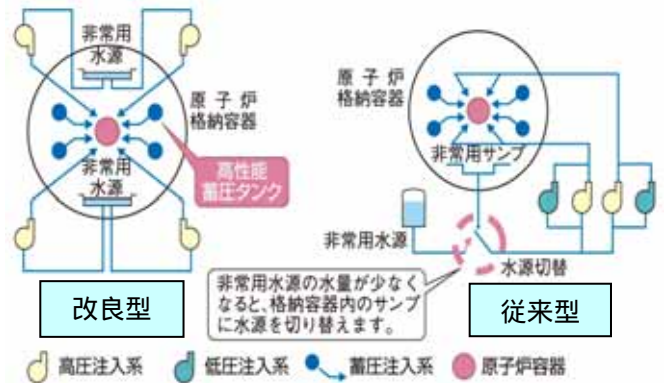 非常用
水源
原子炉
格納容器
非常用
水源
高性能
蓄圧タンク
改良型
原子炉
格納容器
非常用サンプ
非常用水源
水源切替
非常用水源の水量が少なく
なると、格納容器内のサンプ
に水源を切り替えます。
従来型
高圧注入系
低圧注入系
蓄圧注入系
原子炉容器